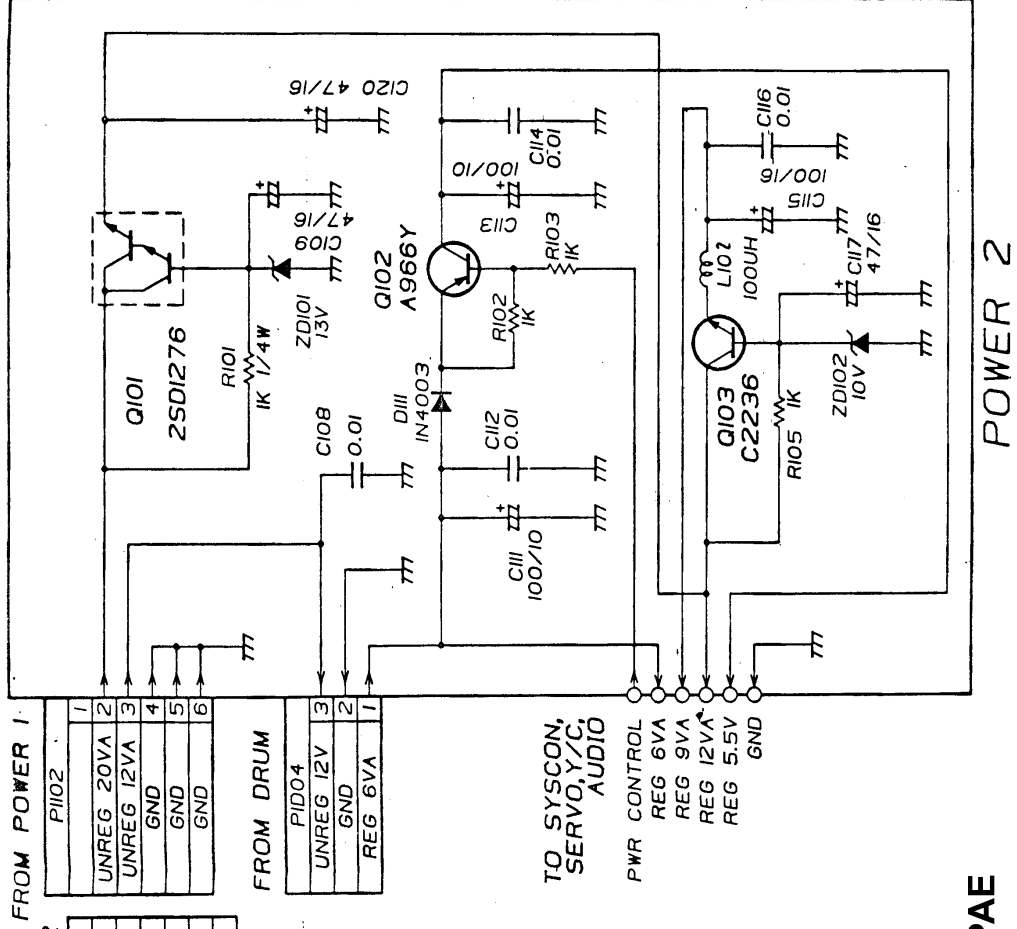 FROM POWER 1
P1102
1
UNREG 20VA 2
UNREG 12VA 3
GND 4
GND 5
GND 6
FROM DRUM
PID04
UNREG 12V 3
GND 2
REG 6VA 1
TO SYSCON,
SERVO, Y/C,
AUDIO
PWR CONTROL
REG 6VA
REG 9VA
REG 12VA
REG 5.5V
GND
Q101
2SD1276
R101
1K 1/4W
ZD101
13V
C109
47/16
C120 47/16
C108
0.01
Q102
A966Y
D111
IN4003
R102
1K
R103
1K
C111
100/10
C112
0.01
C113
100/10
C114
0.01
Q103
C2236
R105 1K
ZD102
10V
L102
100UH
C115
100/16
C116
0.01
C117
47/16
POWER 2
PAE